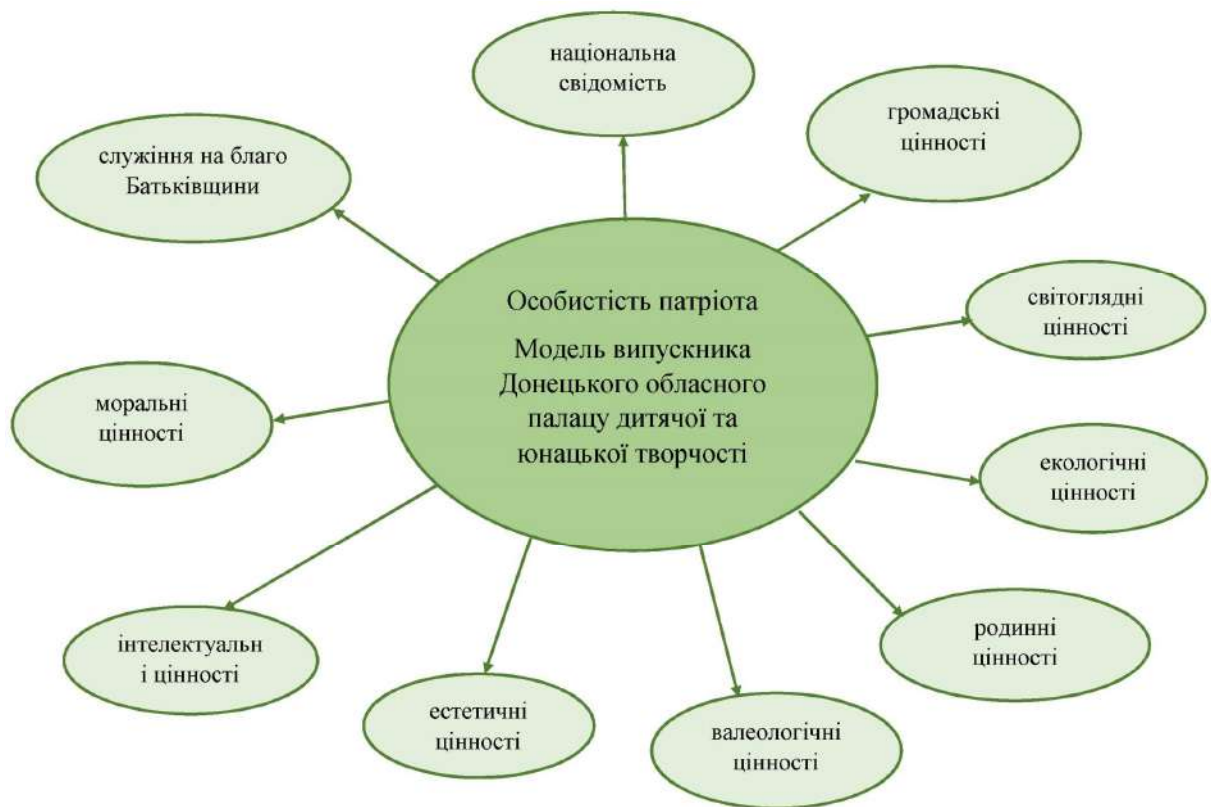 національна
свідомість
громадські
цінності
служіння на благо
Батьківщини
світоглядні
цінності
Особистість патріота
Модель випускника
Донецького обласного
палацу дитячої та
юнацької творчості
моральні
цінності
екологічні
цінності
родинні
цінності
інтелектуальн
і цінності
естетичні
цінності
валеологічні
цінності